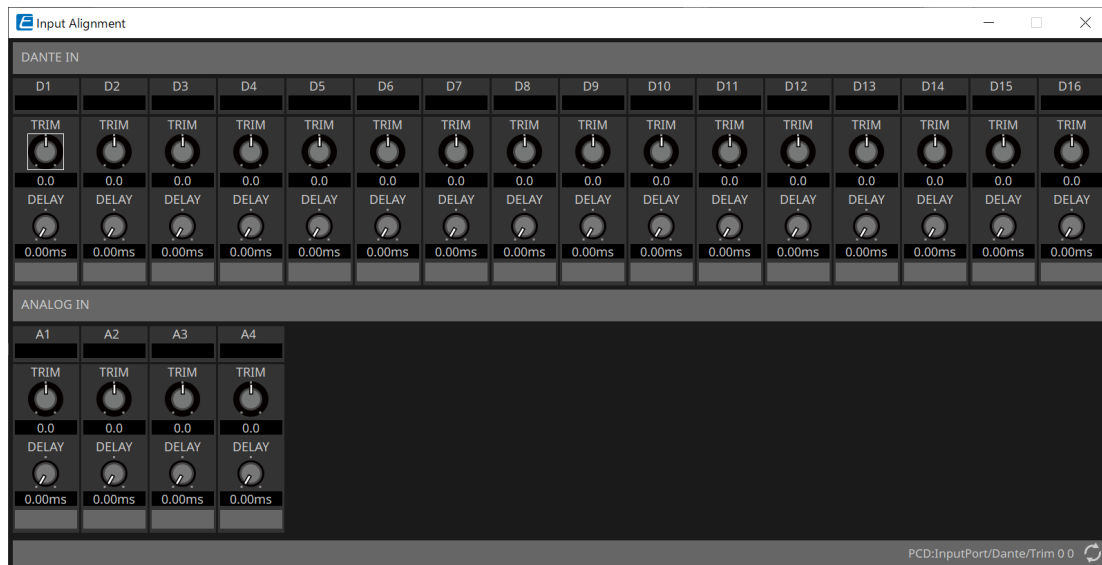 E Input Alignment
DANTE IN
D1 D2 D3 D4 D5 D6 D7 D8 D9 D10 D11 D12 D13 D14 D15 D16
TRIM TRIM TRIM TRIM TRIM TRIM TRIM TRIM TRIM TRIM TRIM TRIM TRIM TRIM TRIM TRIM
0.0 0.0 0.0 0.0 0.0 0.0 0.0 0.0 0.0 0.0 0.0 0.0 0.0 0.0 0.0 0.0
DELAY DELAY DELAY DELAY DELAY DELAY DELAY DELAY DELAY DELAY DELAY DELAY DELAY DELAY DELAY DELAY
0.00ms 0.00ms 0.00ms 0.00ms 0.00ms 0.00ms 0.00ms 0.00ms 0.00ms 0.00ms 0.00ms 0.00ms 0.00ms 0.00ms 0.00ms 0.00ms
ANALOG IN
A1 A2 A3 A4
TRIM TRIM TRIM TRIM
0.0 0.0 0.0 0.0
DELAY DELAY DELAY DELAY
0.00ms 0.00ms 0.00ms 0.00ms
PCD:InputPort/Dante/Trim 0 0